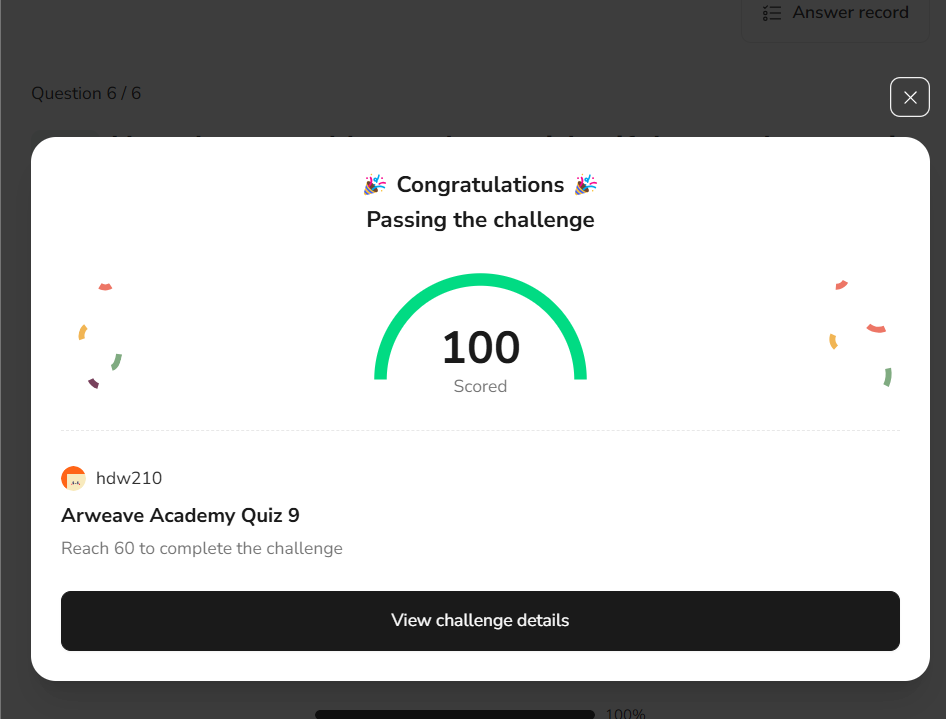 Answer record
Question 6 / 6
🎉 Congratulations 🎉
Passing the challenge
100
Scored
hdw210
Arweave Academy Quiz 9
Reach 60 to complete the challenge
View challenge details
100%